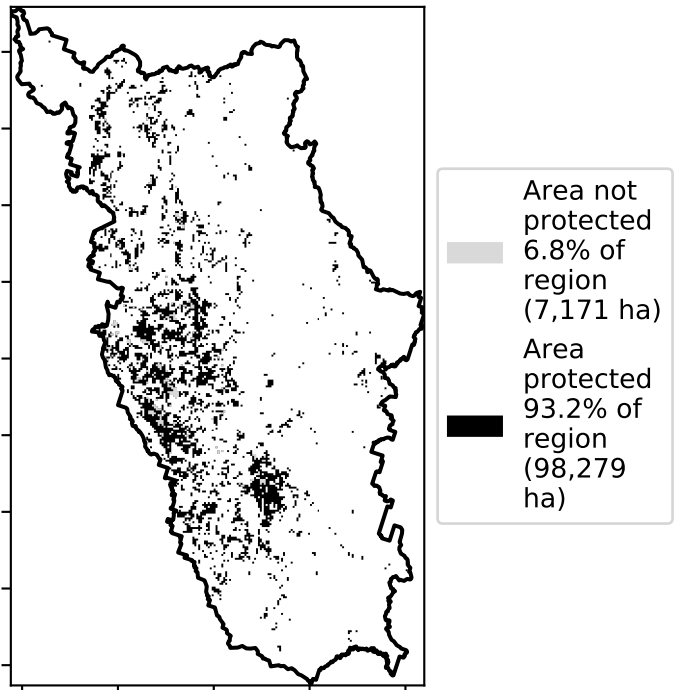 Area not
protected
6.8% of
region
(7,171 ha)
Area
protected
93.2% of
region
(98,279
ha)